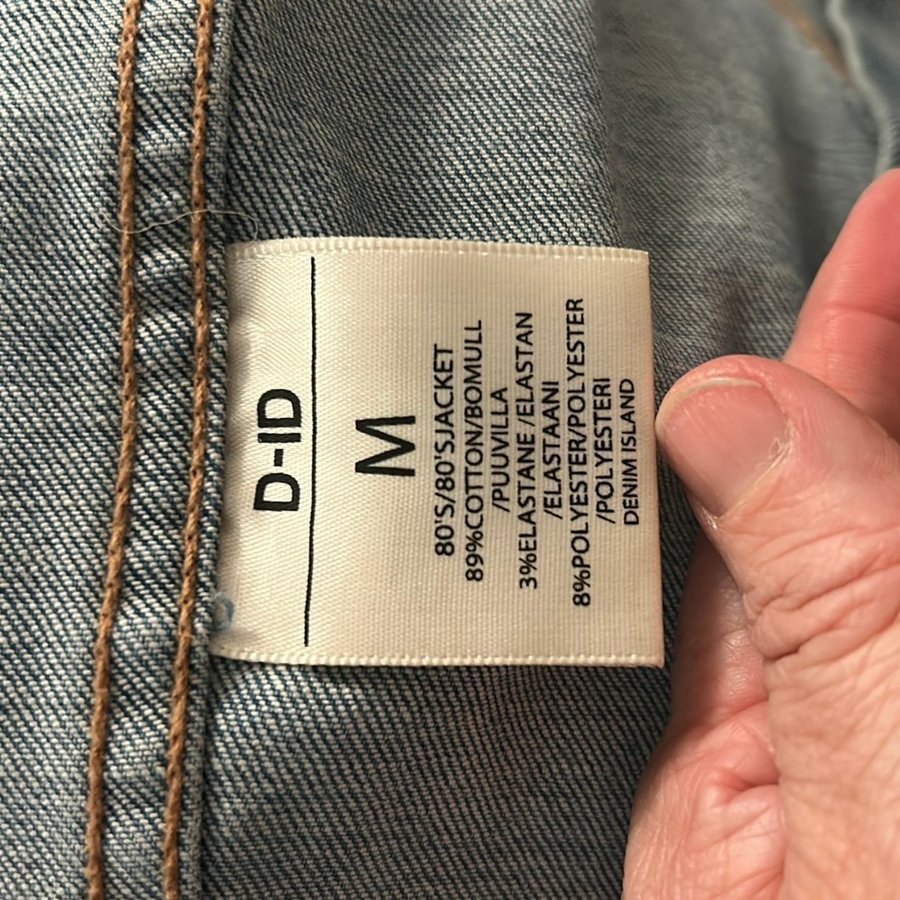 D-ID
M
80'S/80'SJACKET
89%COTTON/BOMULL
/PUUVILLA
3%ELASTANE /ELASTAN
/ELASTAANI
8%POLYESTER/POLYESTER
/POLYESTERI
DENIM ISLAND